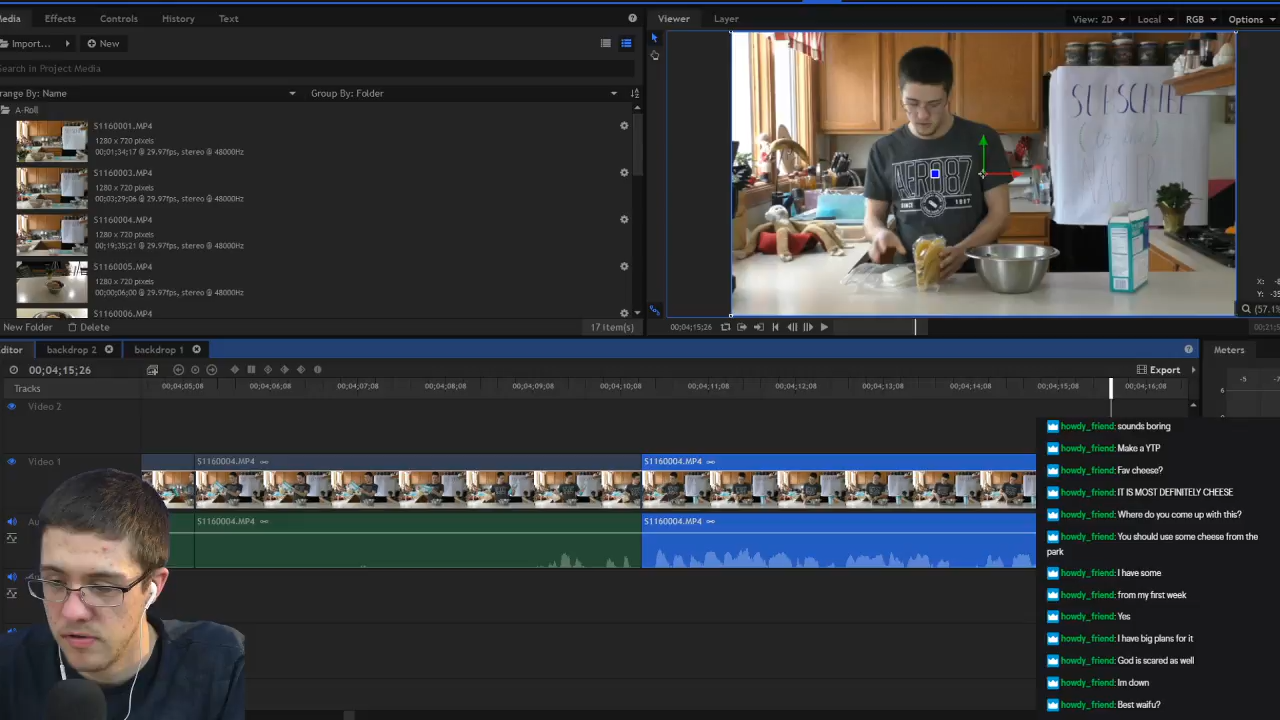 Media Effects Controls History Text
Import... New
Search in Project Media
Arrange By: Name Group By: Folder
A-Roll
S1160001.MP4
1280 x 720 pixels
00;01;34;17 @ 29.97fps, stereo @ 48000Hz
S1160003.MP4
1280 x 720 pixels
00;03;29;06 @ 29.97fps, stereo @ 48000Hz
S1160004.MP4
1280 x 720 pixels
00;19;35;21 @ 29.97fps, stereo @ 48000Hz
S1160005.MP4
1280 x 720 pixels
00;00;06;00 @ 29.97fps, stereo @ 48000Hz
S1160006.MP4
New Folder Delete 17 item(s)
Viewer Layer View: 2D Local RGB Options
SUBSCRIBE
AERO87
SINCE 1987
X:
Y:
(57.1%
00;04;15;26
Editor backdrop 2 backdrop 1 Meters
00;04;15;26 Export
Tracks 00;04;05;08 00;04;06;08 00;04;07;08 00;04;08;08 00;04;09;08 00;04;10;08 00;04;11;08 00;04;12;08 00;04;13;08 00;04;14;08 00;04;15;08 00;04;16;08
-5
6
Video 2
Video 1 S1160004.MP4 S1160004.MP4
S1160004.MP4 S1160004.MP4
howdy_friend: sounds boring
howdy_friend: Make a YTP
howdy_friend: Fav cheese?
howdy_friend: IT IS MOST DEFINITELY CHEESE
howdy_friend: Where do you come up with this?
howdy_friend: You should use some cheese from the
park
howdy_friend: I have some
howdy_friend: from my first week
howdy_friend: Yes
howdy_friend: I have big plans for it
howdy_friend: God is scared as well
howdy_friend: Im down
howdy_friend: Best waifu?